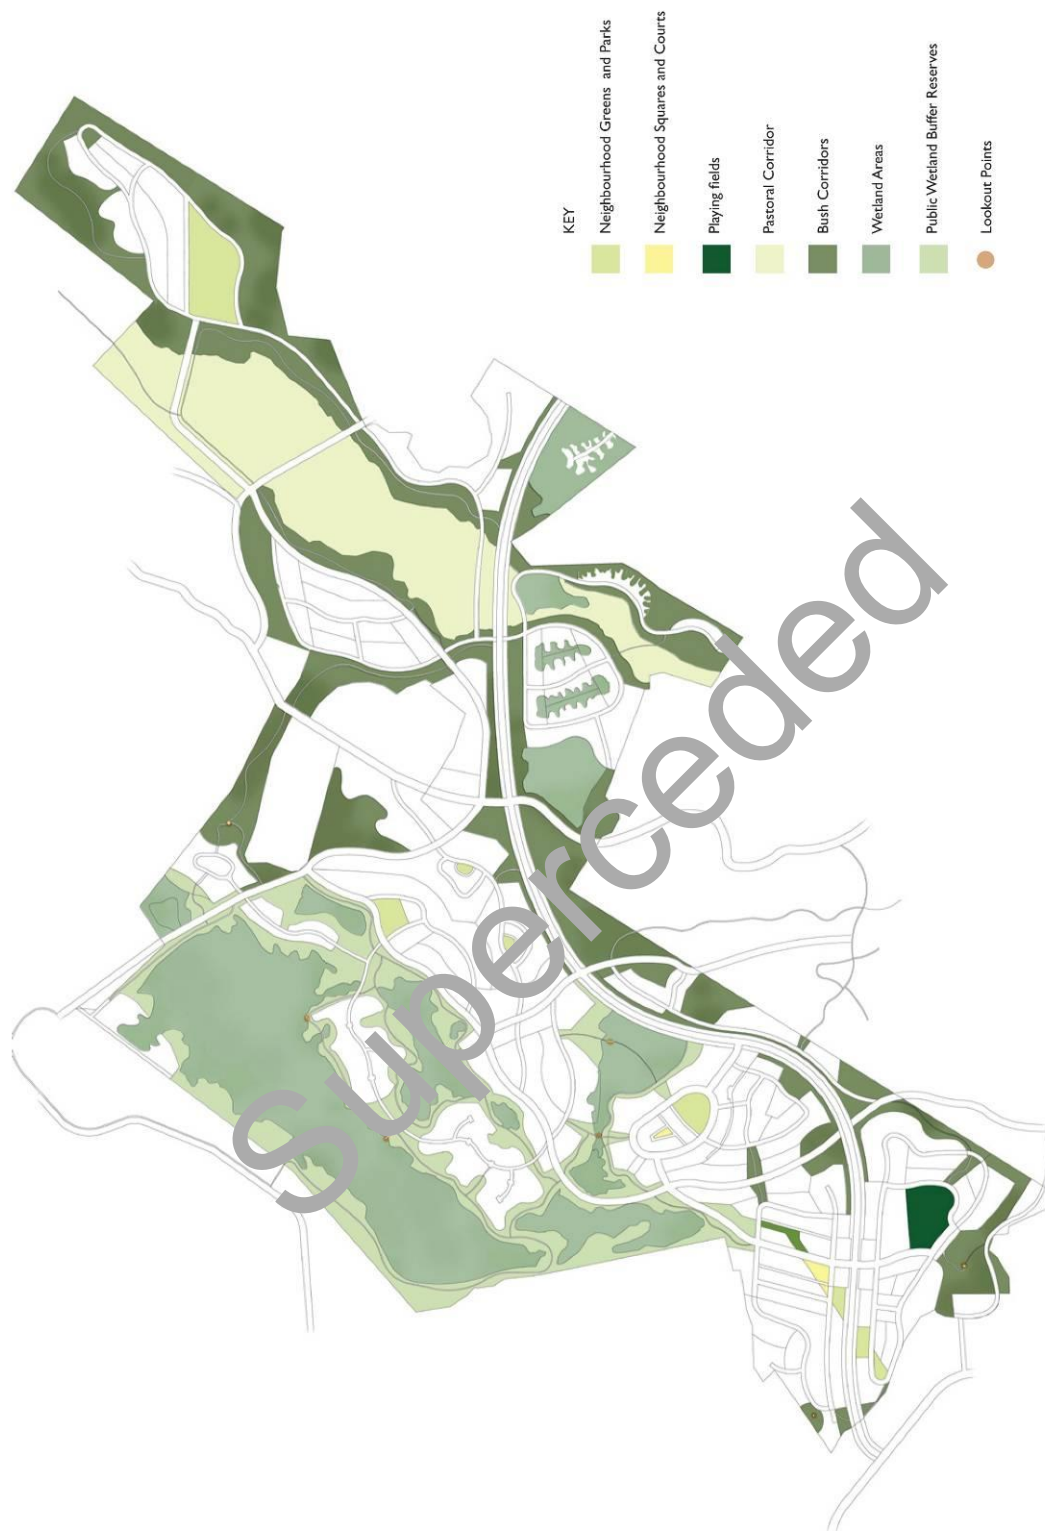 KEY
Neighbourhood Greens and Parks
Neighbourhood Squares and Courts
Playing fields
Pastoral Corridor
Bush Corridors
Wetland Areas
Public Wetland Buffer Reserves
Lookout Points
Superceded